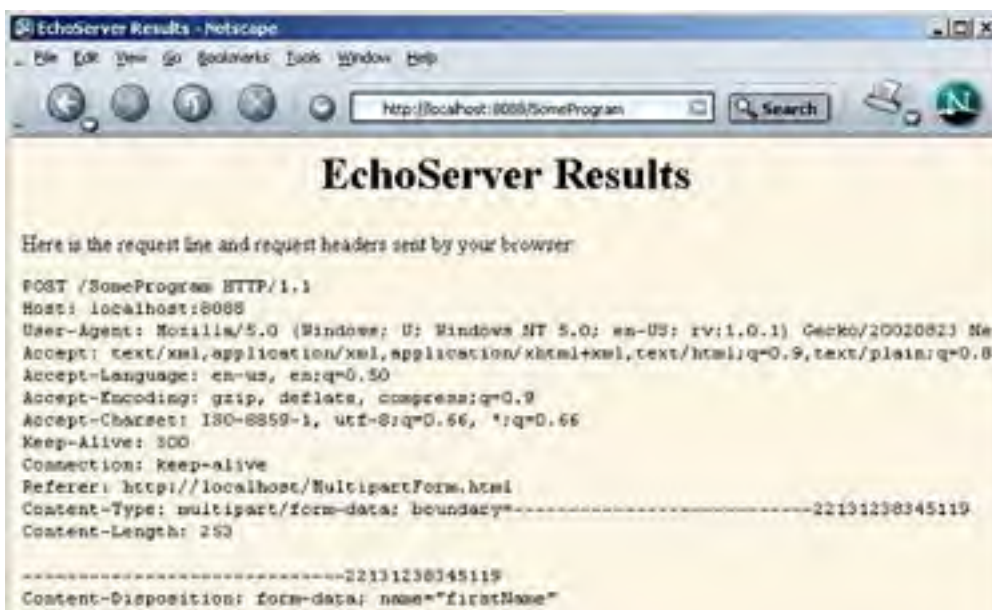 EchoServer Results - Netscape
File Edit View Go Bookmarks Tools Window Help
http://localhost:8088/SomeProgram Search N
EchoServer Results
Here is the request line and request headers sent by your browser:
POST /SomeProgram HTTP/1.1
Host: localhost:8088
User-Agent: Mozilla/5.0 (Windows; U; Windows NT 5.0; en-US; rv:1.0.1) Gecko/20020823 Ne
Accept: text/xml,application/xml,application/xhtml+xml,text/html;q=0.9,text/plain;q=0.8
Accept-Language: en-us, en;q=0.50
Accept-Encoding: gzip, deflate, compress;q=0.9
Accept-Charset: ISO-8859-1, utf-8;q=0.66, *;q=0.66
Keep-Alive: 300
Connection: keep-alive
Referer: http://localhost/MultipartForm.html
Content-Type: multipart/form-data; boundary=---------------------------22131238345119
Content-Length: 253
-----------------------------22131238345119
Content-Disposition: form-data; name="firstName"